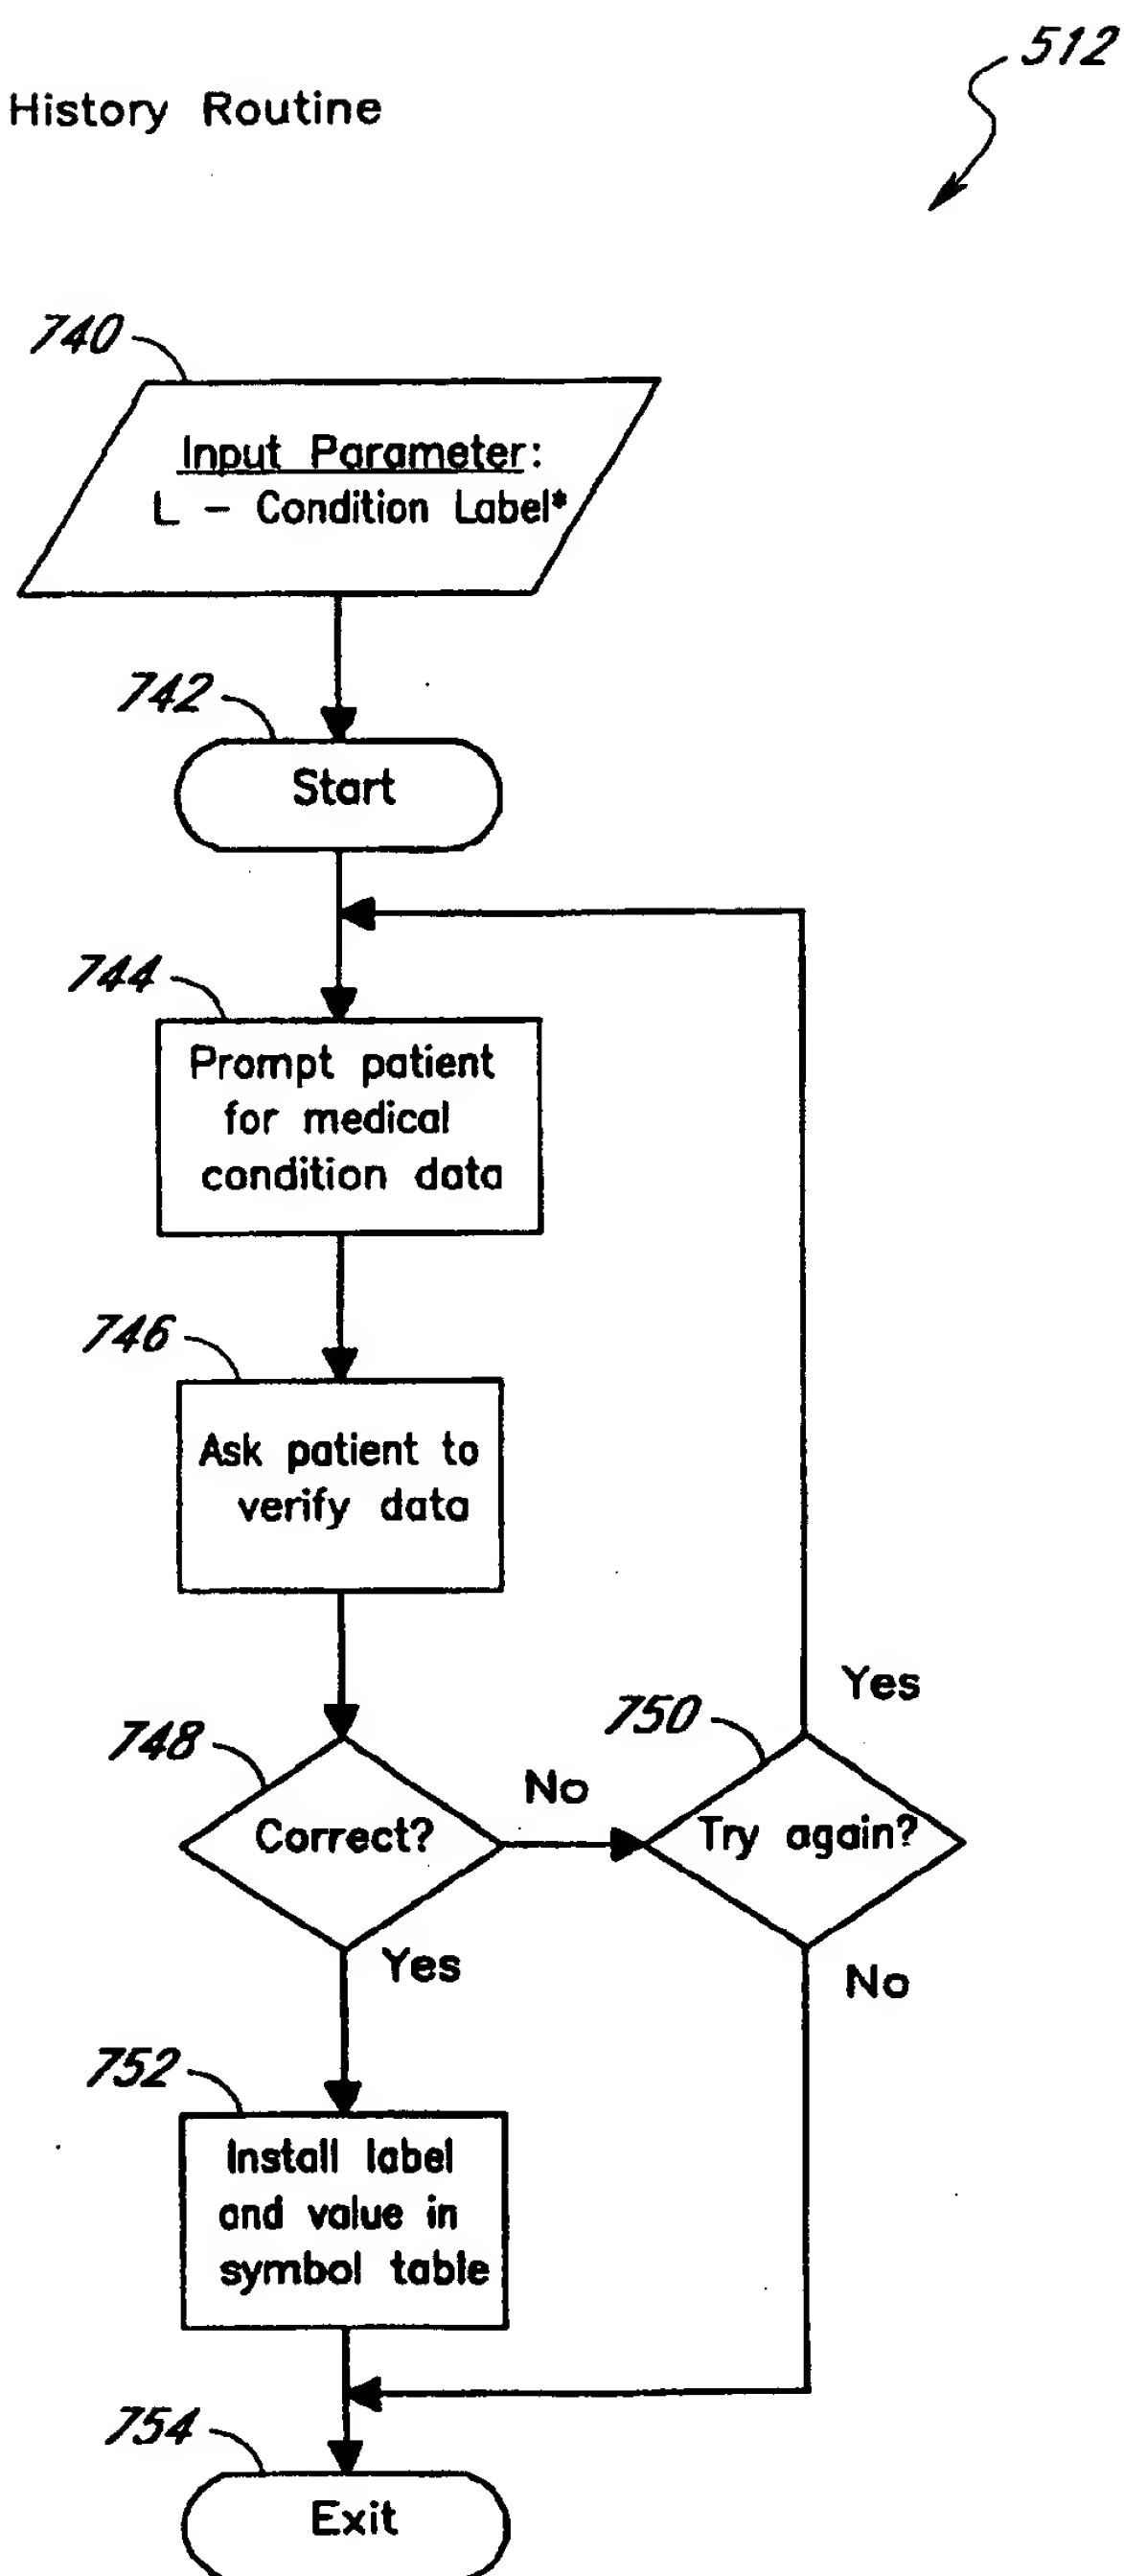 512
History Routine
740
Input Parameter:
L - Condition Label*
742
Start
744
Prompt patient
for medical
condition data
746
Ask patient to
verify data
748
Correct?
No
750
Try again?
Yes
Yes
No
752
Install label
and value in
symbol table
754
Exit